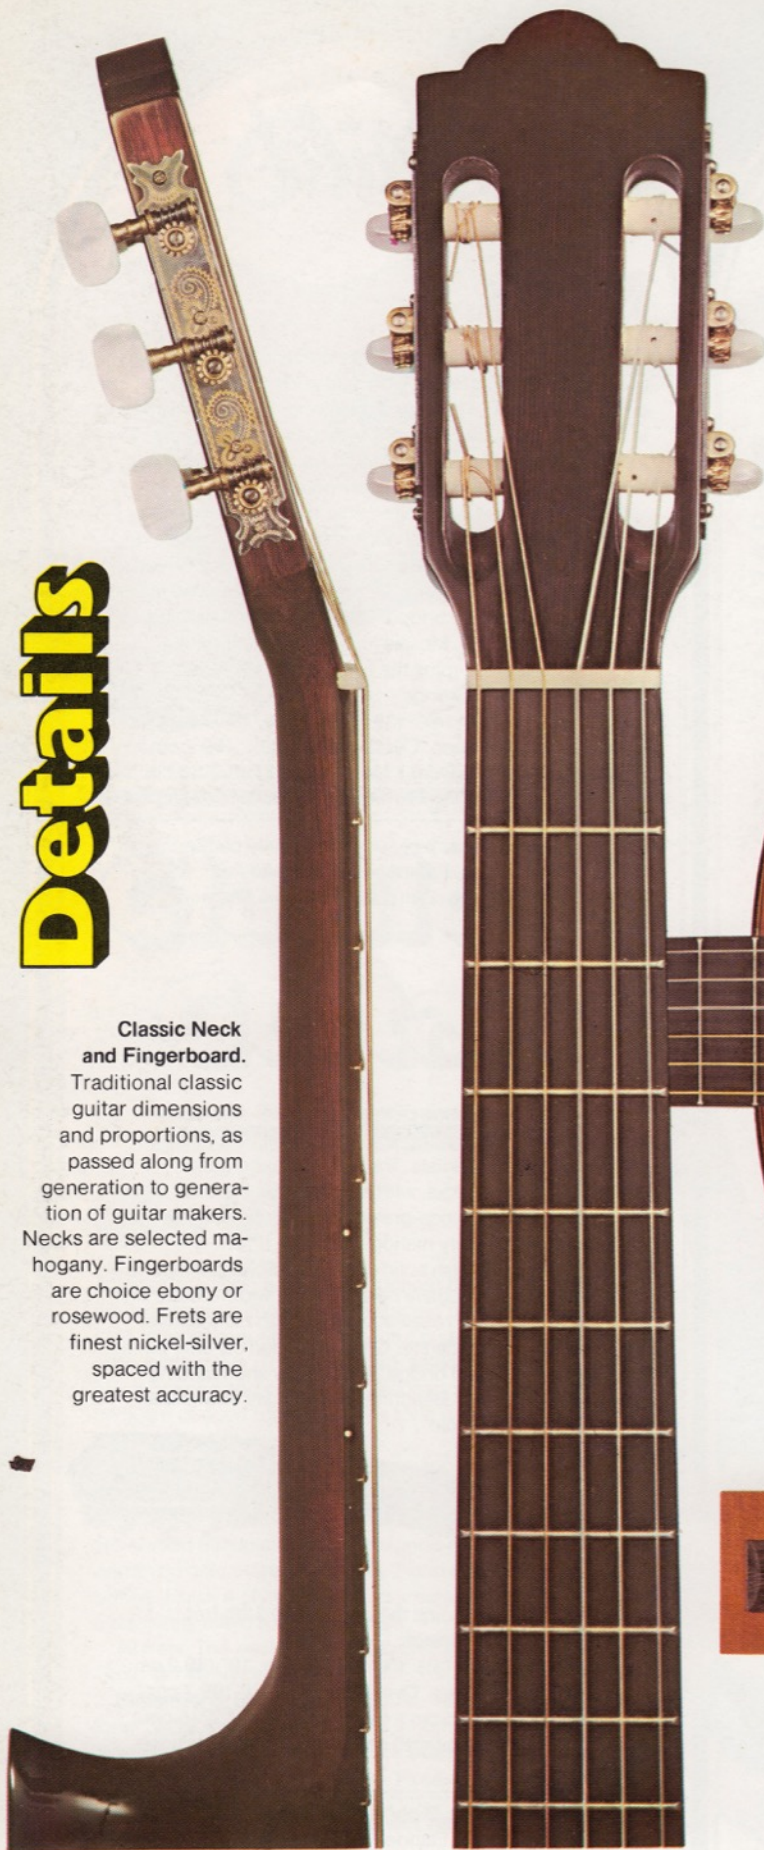 Details
Classic Neck
and Fingerboard.
Traditional classic
guitar dimensions
and proportions, as
passed along from
generation to genera-
tion of guitar makers.
Necks are selected ma-
hogany. Fingerboards
are choice ebony or
rosewood. Frets are
finest nickel-silver,
spaced with the
greatest accuracy.